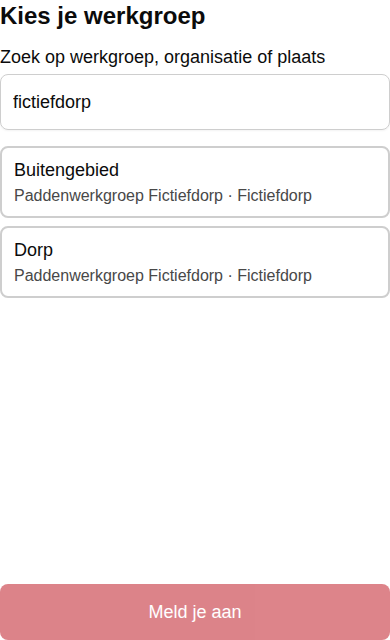 Kies je werkgroep
Zoek op werkgroep, organisatie of plaats
fictiefdorp
Buitengebied
Paddenwerkgroep Fictiefdorp · Fictiefdorp
Dorp
Paddenwerkgroep Fictiefdorp · Fictiefdorp
Meld je aan